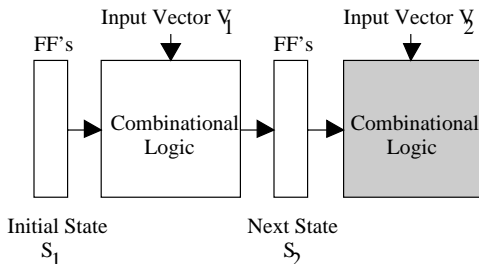 Input Vector V1
Input Vector V2
FF's
FF's
Combinational
Logic
Combinational
Logic
Initial State
S1
Next State
S2